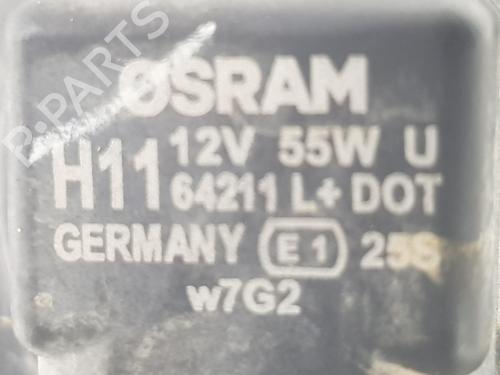 B-PARTS
OSRAM
H11 12V 55W U
64211 L+ DOT
GERMANY E1 25S
w7G2